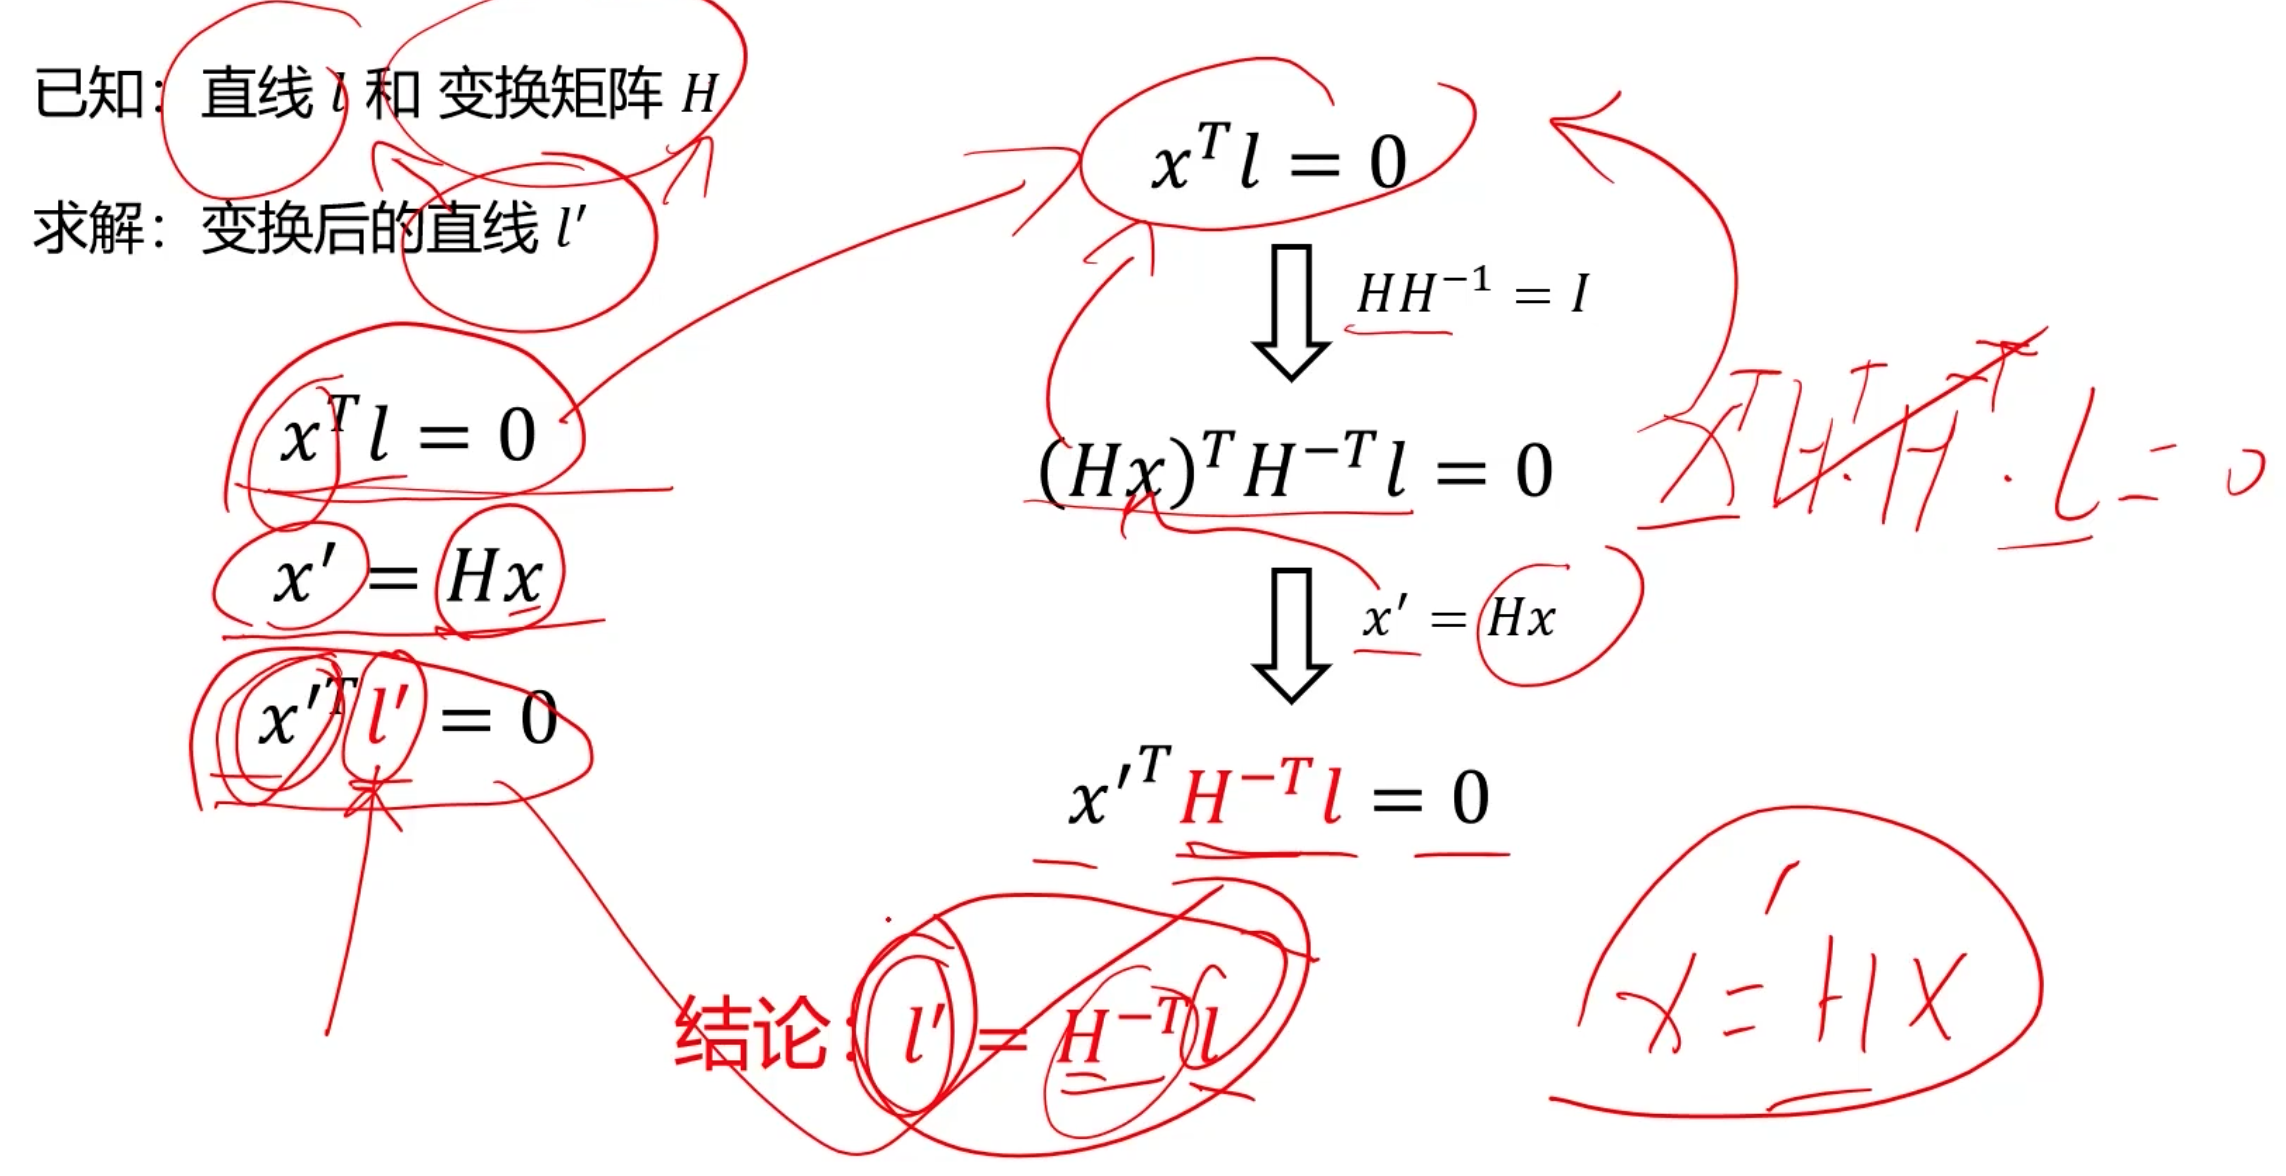 已知：直线 l 和 变换矩阵 H
求解：变换后的直线 l′
x^T l = 0
x′ = Hx
x′^T l′ = 0
x^T l = 0
HH^{-1} = I
(Hx)^T H^{-T} l = 0
x^T H^T · H^{-T} · l = 0
x′ = Hx
x′^T H^{-T} l = 0
x′ = Hx
结论：l′ = H^{-T} l